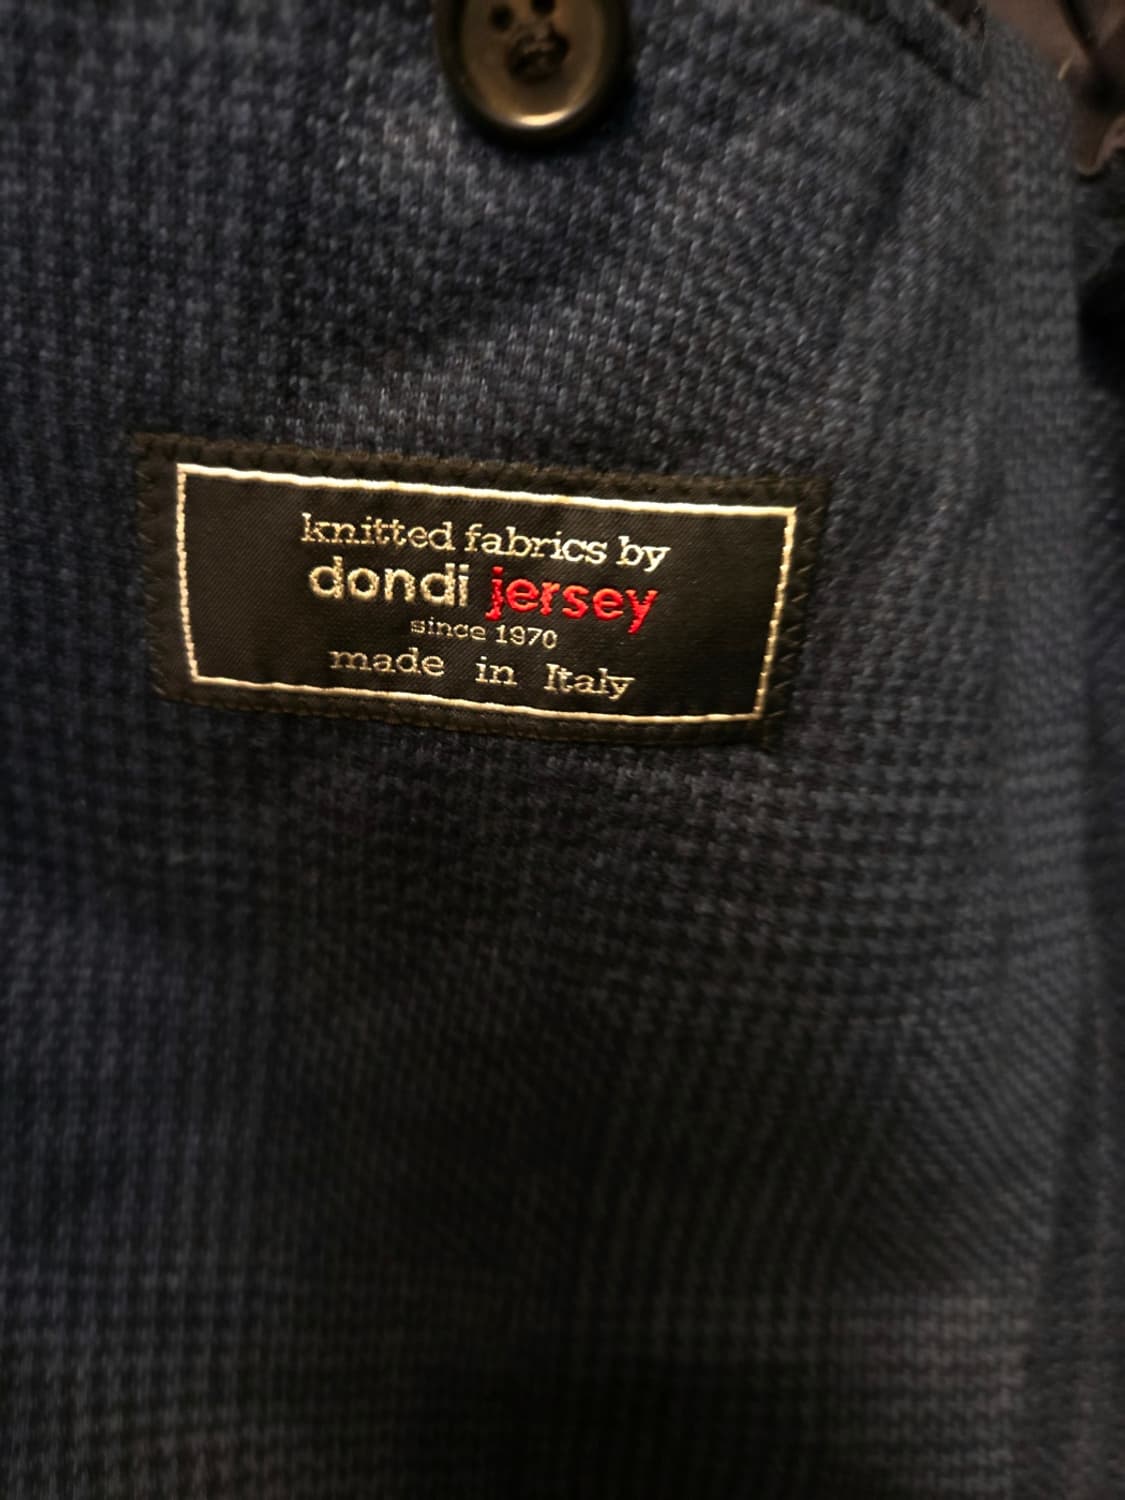 knitted fabrics by
dondi jersey
since 1970
made in Italy